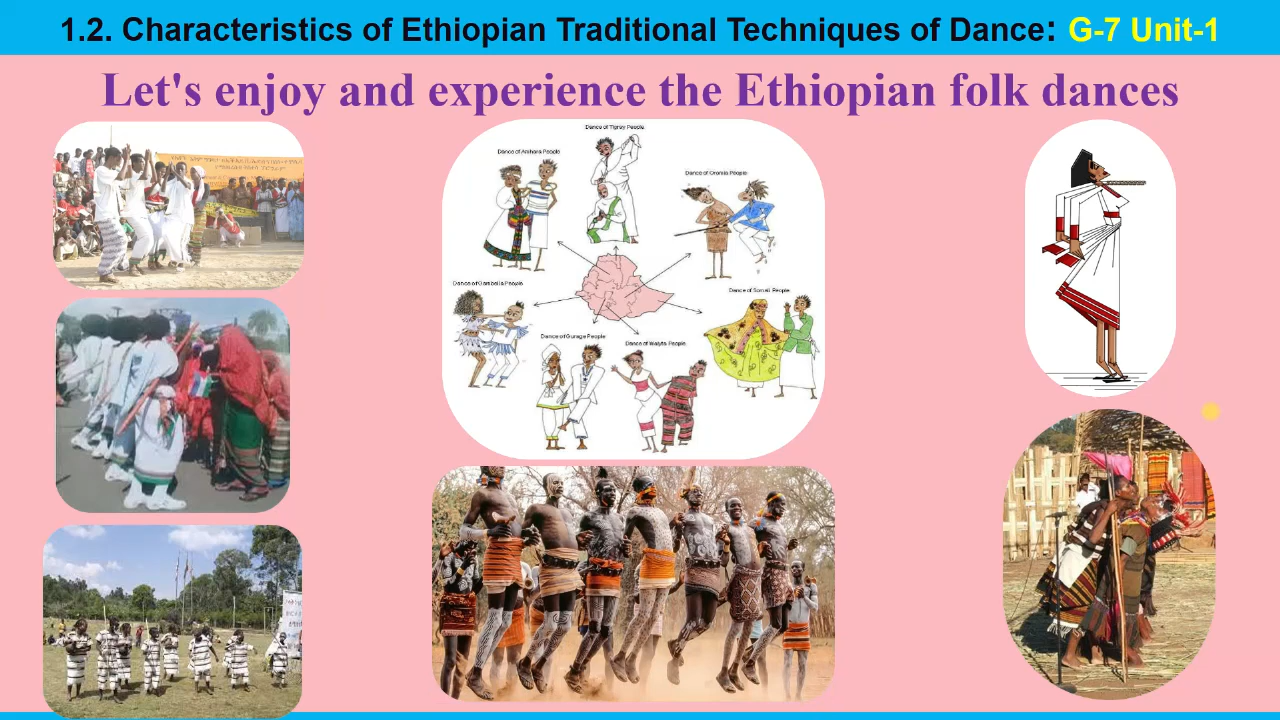 1.2. Characteristics of Ethiopian Traditional Techniques of Dance: G-7 Unit-1
Let's enjoy and experience the Ethiopian folk dances
Dance of Tigray People
Dance of Amhara People
Dance of Oromia People
Dance of Gambella People
Dance of Somali People
Dance of Gurage People
Dance of Walyta People